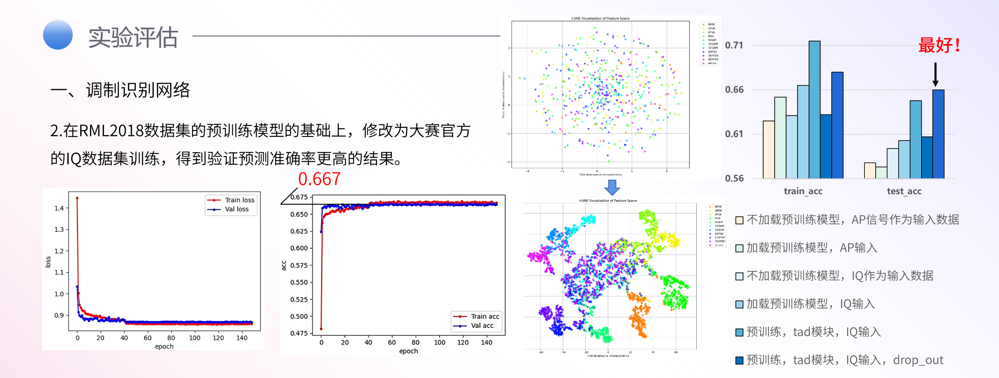 实验评估
一、调制识别网络
2.在RML2018数据集的预训练模型的基础上，修改为大赛官方
的IQ数据集训练，得到验证预测准确率更高的结果。
0.667
Train loss
Val loss
1.4
1.3
1.2
1.1
1.0
0.9
loss
0 20 40 60 80 100 120 140
epoch
0.675
0.650
0.625
0.600
0.575
0.550
0.525
0.500
0.475
acc
Train acc
Val acc
0 20 40 60 80 100 120 140
epoch
t-SNE Visualization of Feature Space
BPSK
QPSK
8PSK
MSK
8QAM
16QAM
32QAM
8APSK
16APSK
32APSK
others
Second dimensional characteristics
2
1
0
−1
−2
−2 −1 0 1 2
First dimensional characteristics
t-SNE Visualization of Feature Space
BPSK
QPSK
8PSK
MSK
8QAM
16QAM
32QAM
8APSK
16APSK
32APSK
others
−60 −40 −20 0 20 40 60
First dimensional characteristics
最好！
0.71
0.66
0.61
0.56
train_acc test_acc
不加载预训练模型，AP信号作为输入数据
加载预训练模型，AP输入
不加载预训练模型，IQ作为输入数据
加载预训练模型，IQ输入
预训练，tad模块，IQ输入
预训练，tad模块，IQ输入，drop_out